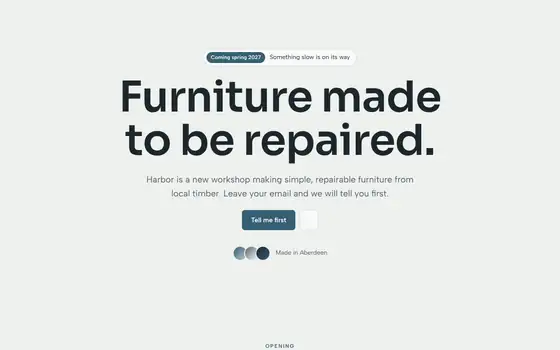 Coming spring 2027 Something slow is on its way
Furniture made
to be repaired.
Harbor is a new workshop making simple, repairable furniture from
local timber. Leave your email and we will tell you first.
Tell me first
Made in Aberdeen
OPENING